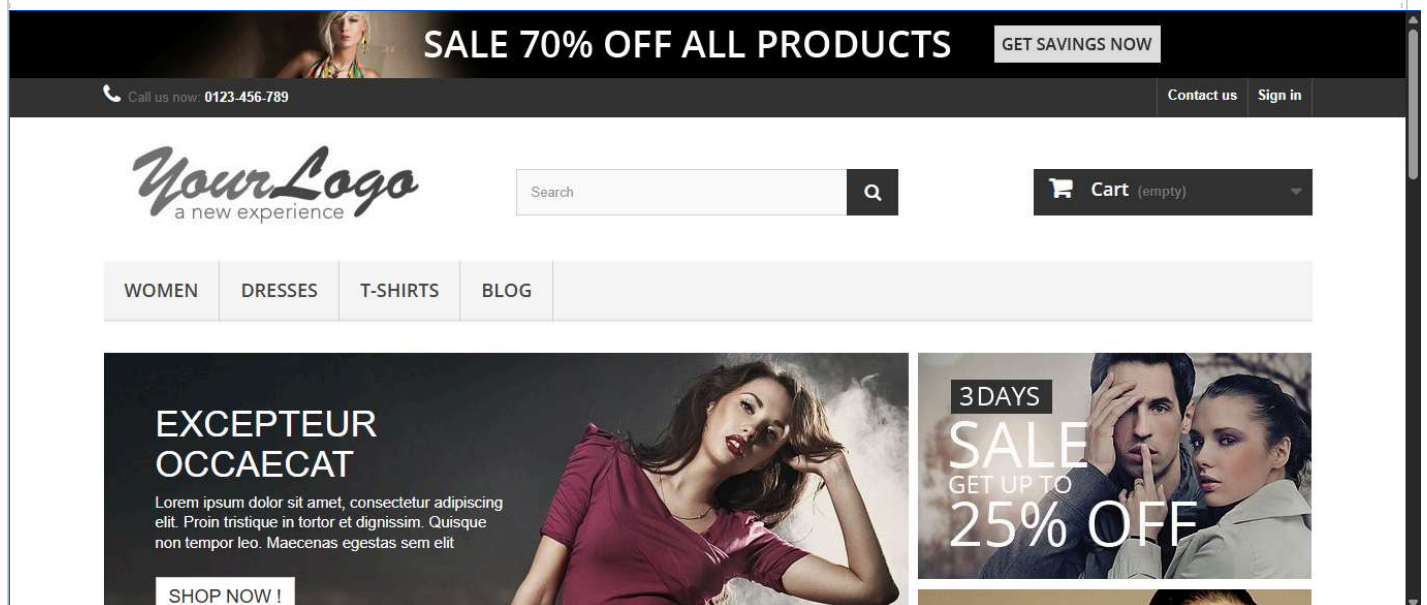 SALE 70% OFF ALL PRODUCTS
GET SAVINGS NOW
Call us now: 0123-456-789
Contact us
Sign in
YourLogo
a new experience
Search
Cart (empty)
WOMEN
DRESSES
T-SHIRTS
BLOG
EXCEPTEUR
OCCAECAT
Lorem ipsum dolor sit amet, consectetur adipiscing
elit. Proin tristique in tortor et dignissim. Quisque
non tempor leo. Maecenas egestas sem elit
SHOP NOW !
3 DAYS
SALE
GET UP TO
25% OFF